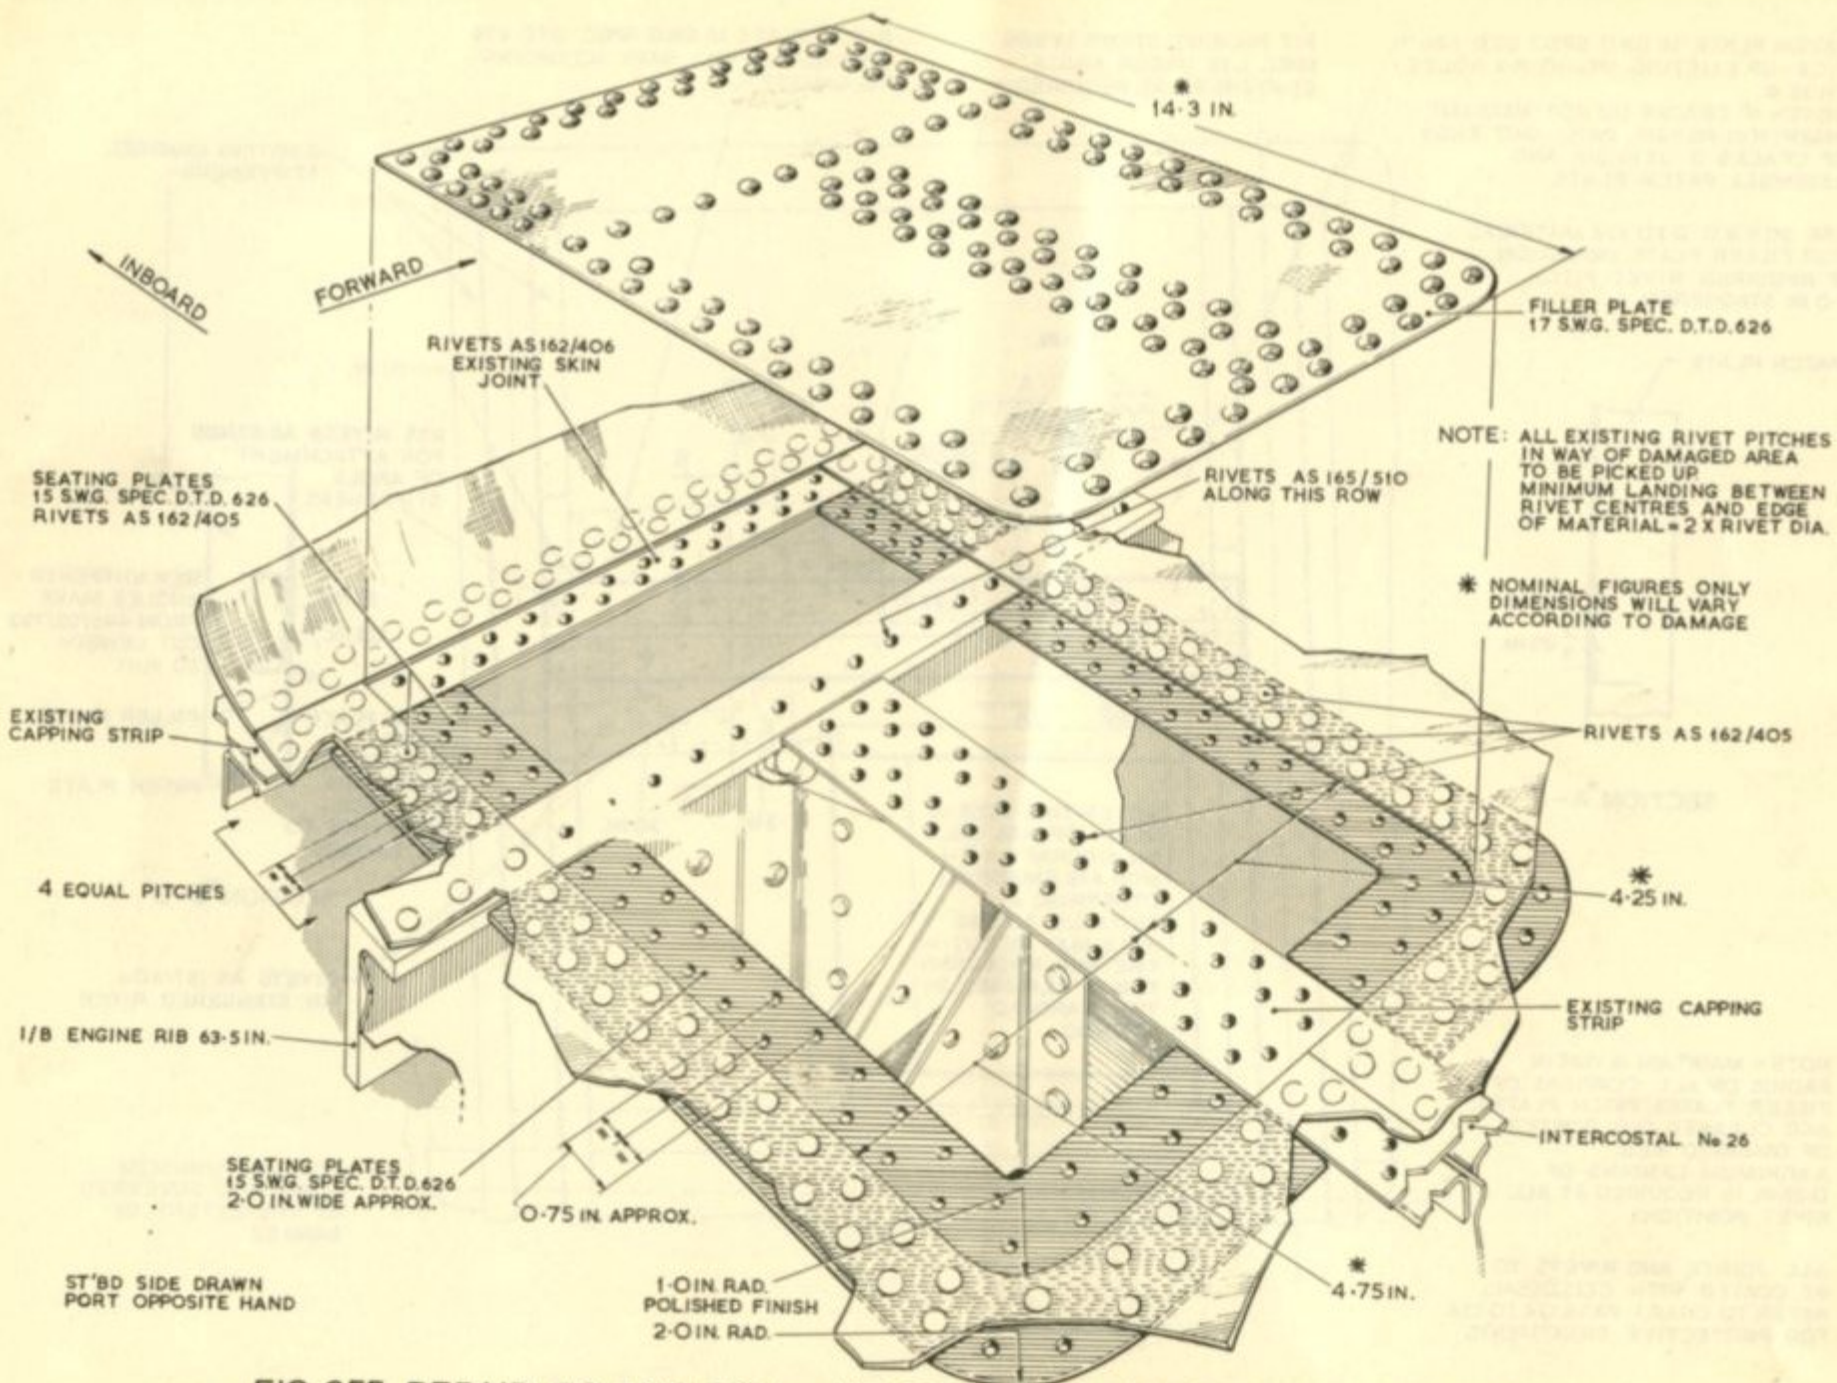 14·3 IN.
INBOARD
FORWARD
RIVETS AS 162/406
EXISTING SKIN
JOINT
FILLER PLATE
17 S.W.G. SPEC. D.T.D. 626
SEATING PLATES
15 S.W.G. SPEC. D.T.D. 626
RIVETS AS 162/405
RIVETS AS 165/510
ALONG THIS ROW
NOTE: ALL EXISTING RIVET PITCHES
IN WAY OF DAMAGED AREA
TO BE PICKED UP.
MINIMUM LANDING BETWEEN
RIVET CENTRES AND EDGE
OF MATERIAL = 2 X RIVET DIA.
* NOMINAL FIGURES ONLY
DIMENSIONS WILL VARY
ACCORDING TO DAMAGE
EXISTING
CAPPING STRIP
RIVETS AS 162/405
4 EQUAL PITCHES
*
4·25 IN.
EXISTING CAPPING
STRIP
I/B ENGINE RIB 63·5 IN.
INTERCOSTAL No 26
SEATING PLATES
15 S.W.G. SPEC. D.T.D. 626
2·0 IN. WIDE APPROX.
0·75 IN. APPROX.
ST'BD SIDE DRAWN
PORT OPPOSITE HAND
1·0 IN. RAD.
POLISHED FINISH
2·0 IN. RAD.
*
4·75 IN.